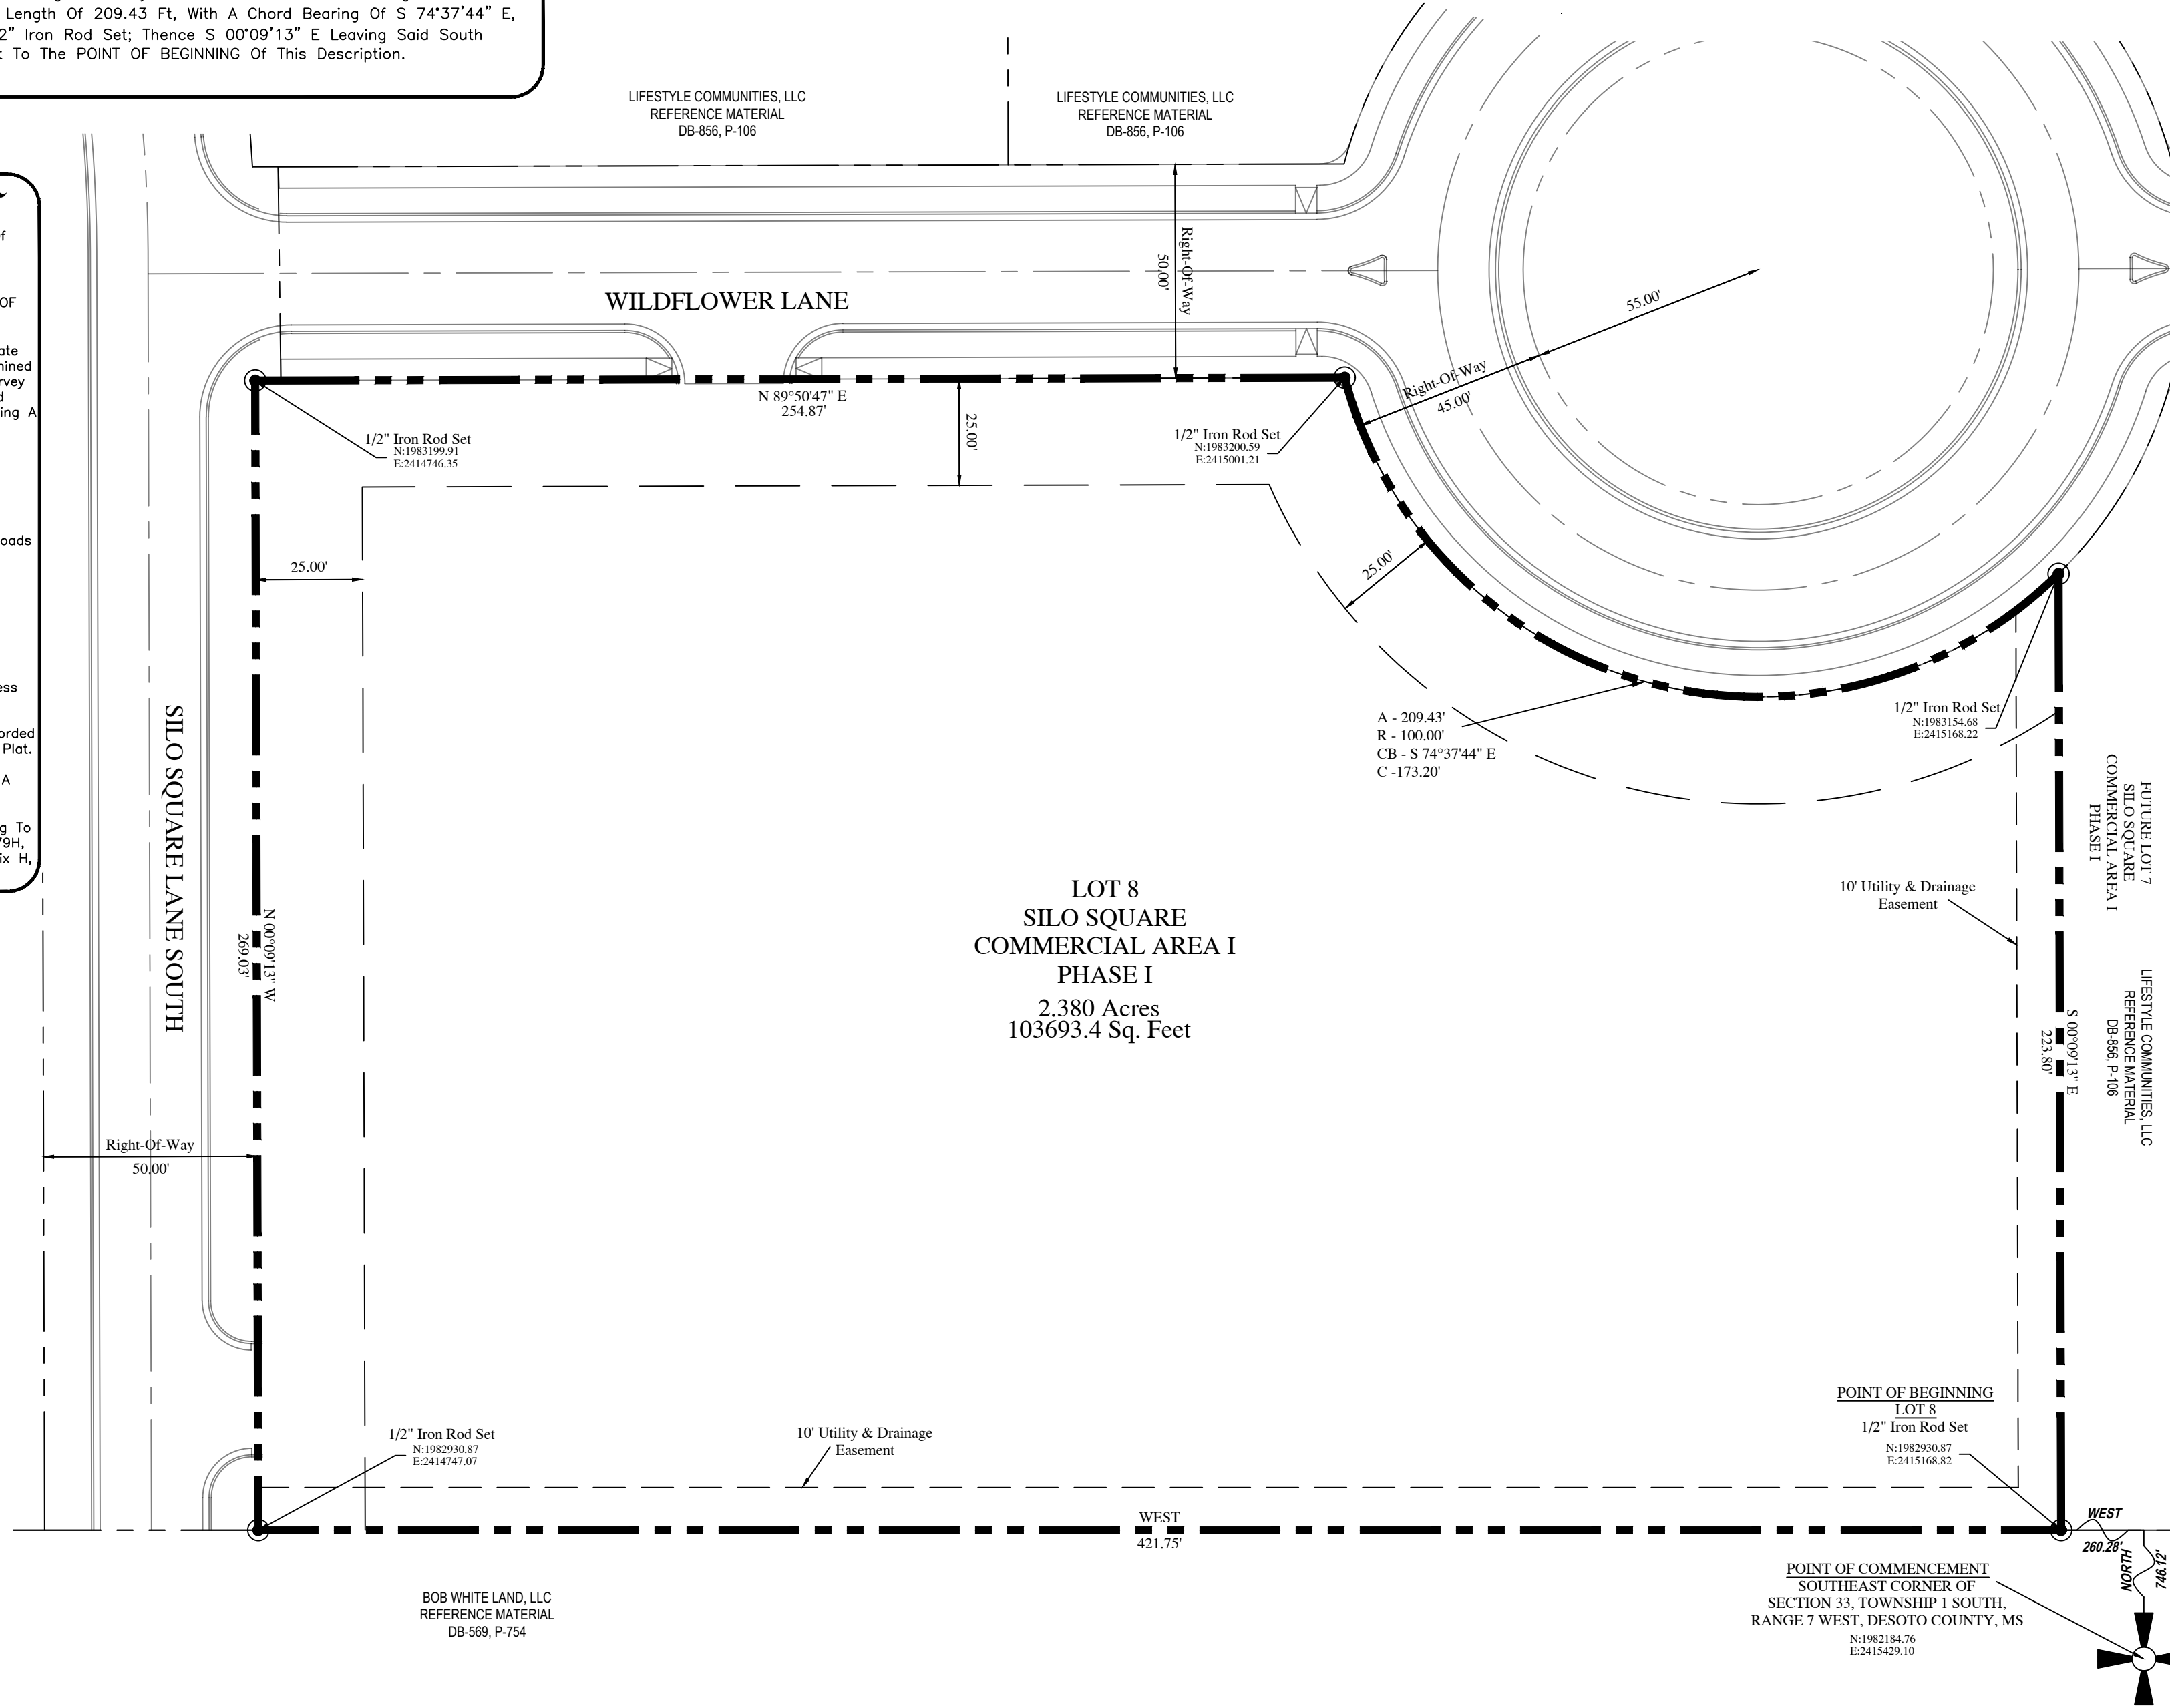 Length Of 209.43 Ft, With A Chord Bearing Of S 74°37'44" E,
2" Iron Rod Set; Thence S 00°09'13" E Leaving Said South
To The POINT OF BEGINNING Of This Description.
LIFESTYLE COMMUNITIES, LLC
REFERENCE MATERIAL
DB-856, P-106
LIFESTYLE COMMUNITIES, LLC
REFERENCE MATERIAL
DB-856, P-106
OF
ate
mined
rvey
d
ing A
oads
ess
orded
Plat.
A
g To
79H,
ix H,
WILDFLOWER LANE
Right-Of-Way
50.00'
55.00'
Right-Of-Way
45.00'
N 89°50'47" E
254.87'
25.00'
1/2" Iron Rod Set
N:1983199.91
E:2414746.35
1/2" Iron Rod Set
N:1983200.59
E:2415001.21
25.00'
25.00'
A - 209.43'
R - 100.00'
CB - S 74°37'44" E
C -173.20'
1/2" Iron Rod Set
N:1983154.68
E:2415168.22
FUTURE LOT 7
SILO SQUARE
COMMERCIAL AREA I
PHASE I
SILO SQUARE LANE SOUTH
N 00°09'13" W
269.03'
LOT 8
SILO SQUARE
COMMERCIAL AREA I
PHASE I
2.380 Acres
103693.4 Sq. Feet
10' Utility & Drainage
Easement
LIFESTYLE COMMUNITIES, LLC
REFERENCE MATERIAL
DB-856, P-106
S 00°09'13" E
223.80'
Right-Of-Way
50.00'
1/2" Iron Rod Set
N:1982930.87
E:2414747.07
10' Utility & Drainage
Easement
POINT OF BEGINNING
LOT 8
1/2" Iron Rod Set
N:1982930.87
E:2415168.82
WEST
421.75'
WEST
260.28'
NORTH
746.12'
BOB WHITE LAND, LLC
REFERENCE MATERIAL
DB-569, P-754
POINT OF COMMENCEMENT
SOUTHEAST CORNER OF
SECTION 33, TOWNSHIP 1 SOUTH,
RANGE 7 WEST, DESOTO COUNTY, MS
N:1982184.76
E:2415429.10